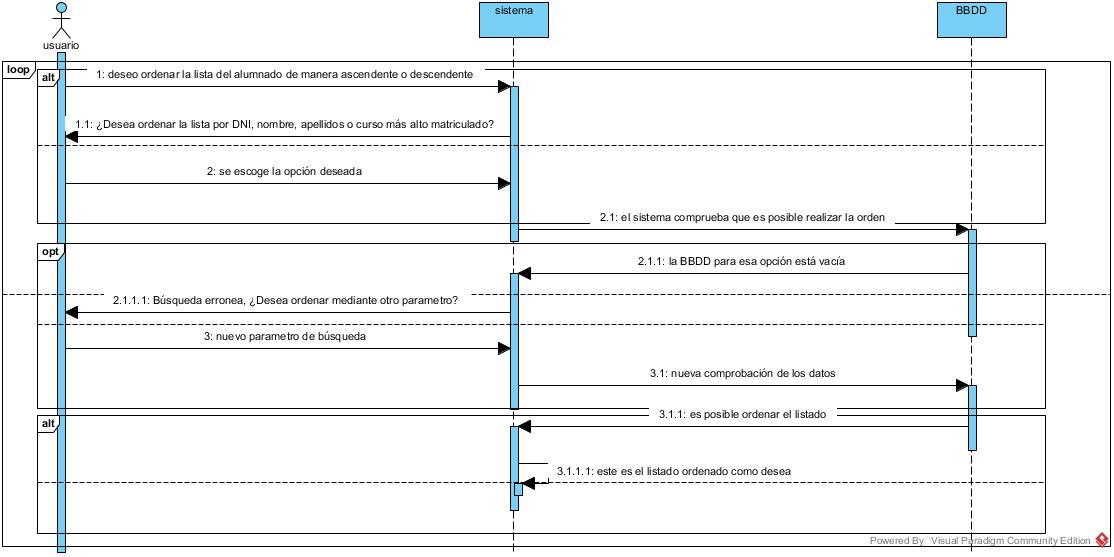 sistema
BBDD
usuario
loop
alt
1: deseo ordenar la lista del alumnado de manera ascendente o descendente
1.1: ¿Desea ordenar la lista por DNI, nombre, apellidos o curso más alto matriculado?
2: se escoge la opción deseada
2.1: el sistema comprueba que es posible realizar la orden
opt
2.1.1: la BBDD para esa opción está vacía
2.1.1.1: Búsqueda erronea, ¿Desea ordenar mediante otro parametro?
3: nuevo parametro de búsqueda
3.1: nueva comprobación de los datos
alt
3.1.1: es posible ordenar el listado
3.1.1.1: este es el listado ordenado como desea
Powered By Visual Paradigm Community Edition